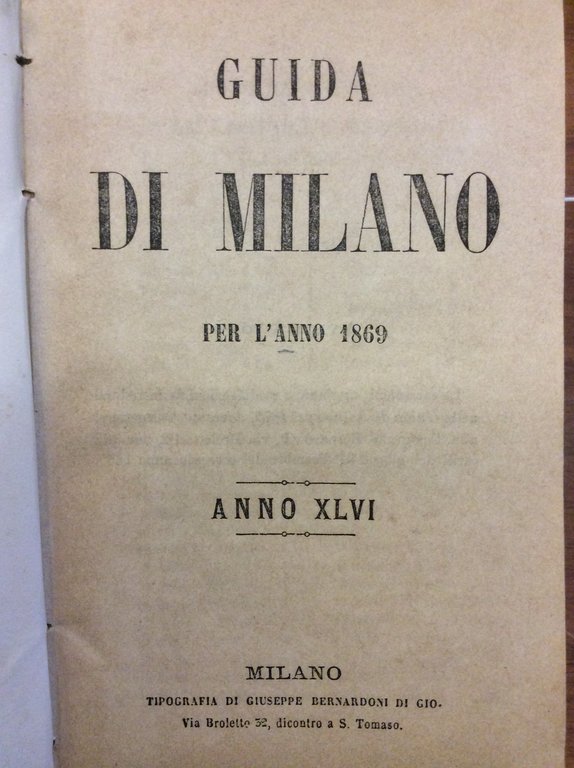 GUIDA
DI MILANO
PER L'ANNO 1869
ANNO XLVI
MILANO
TIPOGRAFIA DI GIUSEPPE BERNARDONI DI GIO.
Via Broletto 32, dicontro a S. Tomaso.